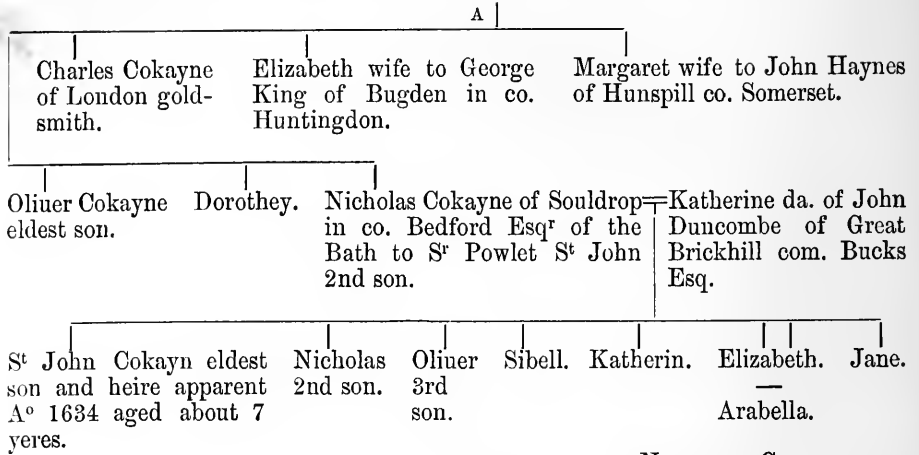 A
Charles Cokayne
of London gold-
smith.
Elizabeth wife to George
King of Bugden in co.
Huntingdon.
Margaret wife to John Haynes
of Hunspill co. Somerset.
Oliuer Cokayne
eldest son.
Dorothey.
Nicholas Cokayne of Souldrop
in co. Bedford Esqʳ of the
Bath to Sʳ Powlet Sᵗ John
2nd son.
Katherine da. of John
Duncombe of Great
Brickhill com. Bucks
Esq.
Sᵗ John Cokayn eldest
son and heire apparent
Aº 1634 aged about 7
yeres.
Nicholas
2nd son.
Oliuer
3rd
son.
Sibell.
Katherin.
Elizabeth.
—
Arabella.
Jane.